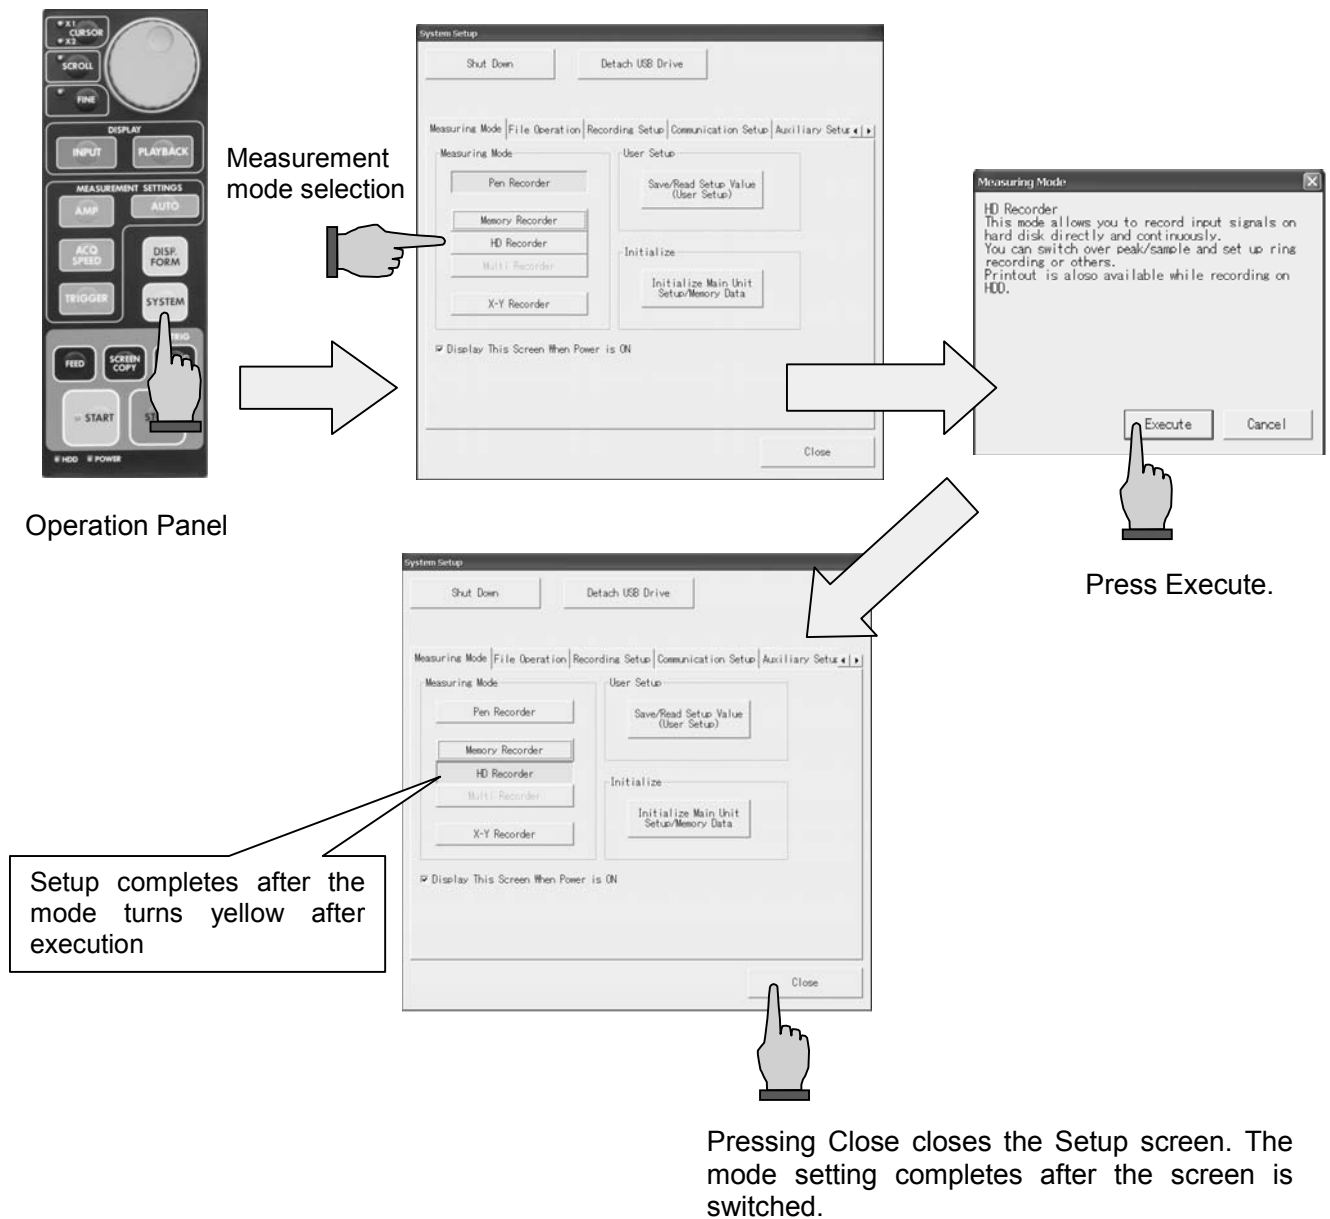 X1
CURSOR
X2
SCROLL
FINE
DISPLAY
INPUT PLAYBACK
MEASUREMENT SETTINGS
AMP AUTO
ACQ
SPEED
DISP.
FORM
TRIGGER SYSTEM
TRIG
FEED SCREEN
COPY
START
HDD POWER
Operation Panel
Measurement
mode selection
System Setup
Shut Down Detach USB Drive
Measuring Mode File Operation Recording Setup Communication Setup Auxiliary Setup
Measuring Mode
Pen Recorder
Memory Recorder
HD Recorder
Multi Recorder
X-Y Recorder
User Setup
Save/Read Setup Value
(User Setup)
Initialize
Initialize Main Unit
Setup/Memory Data
Display This Screen When Power is ON
Close
Measuring Mode
HD Recorder
This mode allows you to record input signals on
hard disk directly and continuously.
You can switch over peak/sample and set up ring
recording or others.
Printout is aloso available while recording on
HDD.
Execute Cancel
Press Execute.
System Setup
Shut Down Detach USB Drive
Measuring Mode File Operation Recording Setup Communication Setup Auxiliary Setup
Measuring Mode
Pen Recorder
Memory Recorder
HD Recorder
Multi Recorder
X-Y Recorder
User Setup
Save/Read Setup Value
(User Setup)
Initialize
Initialize Main Unit
Setup/Memory Data
Display This Screen When Power is ON
Close
Setup completes after the
mode turns yellow after
execution
Pressing Close closes the Setup screen. The
mode setting completes after the screen is
switched.